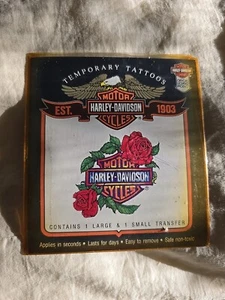 TEMPORARY TATTOOS
MOTOR
EST. HARLEY-DAVIDSON 1903
CYCLES
MOTOR
HARLEY-DAVIDSON
CYCLES
CONTAINS 1 LARGE & 1 SMALL TRANSFER
Applies in seconds • Lasts for days • Easy to remove • Safe non-toxic